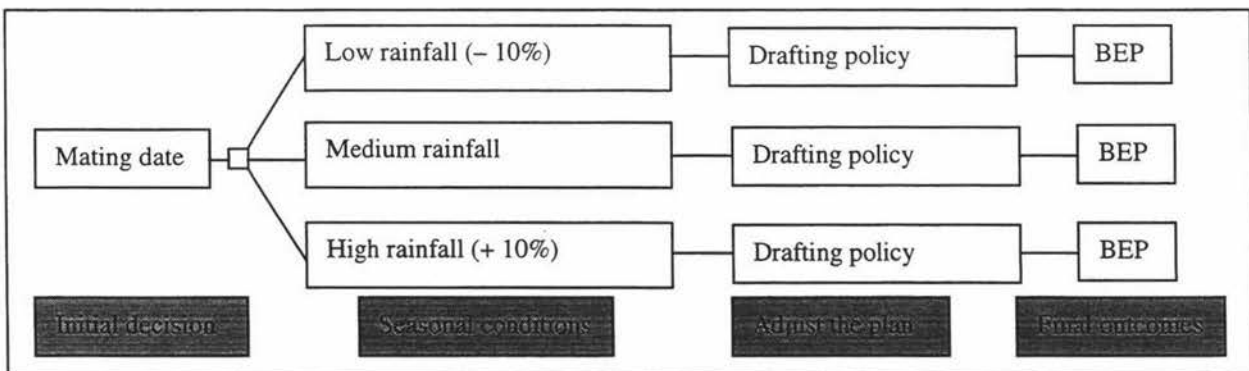 Low rainfall (– 10%) Drafting policy BEP
Mating date Medium rainfall Drafting policy BEP
High rainfall (+ 10%) Drafting policy BEP
Initial decision Seasonal conditions Adjust the plan Final outcomes